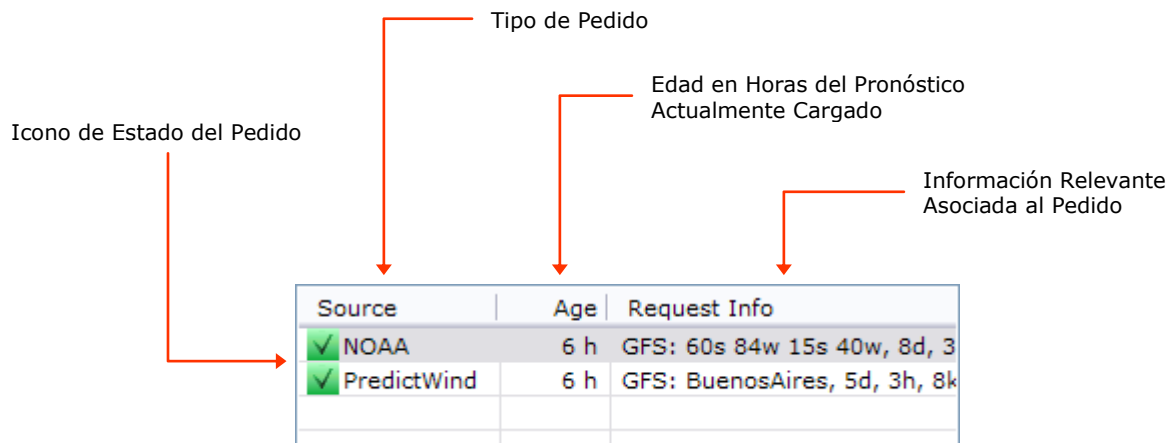 Tipo de Pedido
Edad en Horas del Pronóstico
Actualmente Cargado
Icono de Estado del Pedido
Información Relevante
Asociada al Pedido
Source Age Request Info
NOAA 6 h GFS: 60s 84w 15s 40w, 8d, 3
PredictWind 6 h GFS: BuenosAires, 5d, 3h, 8k